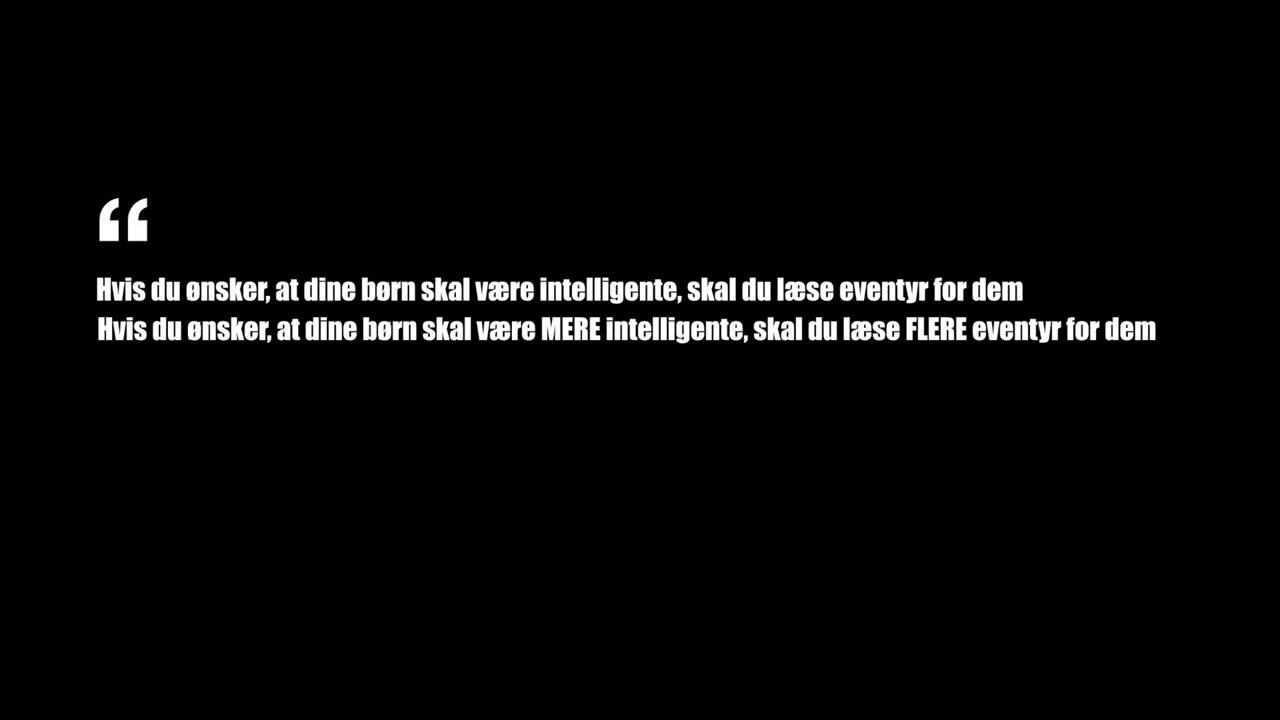 “
Hvis du ønsker, at dine børn skal være intelligente, skal du læse eventyr for dem
Hvis du ønsker, at dine børn skal være MERE intelligente, skal du læse FLERE eventyr for dem